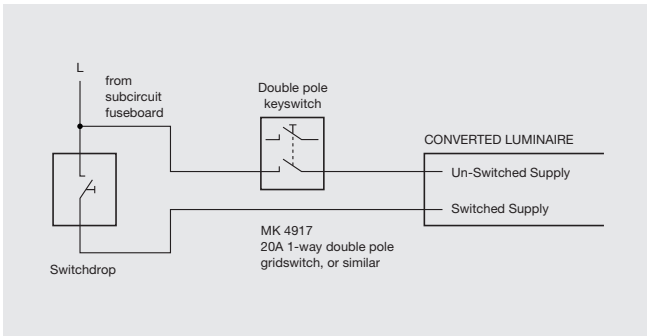 L
from
subcircuit
fuseboard
Double pole
keyswitch
CONVERTED LUMINAIRE
Un-Switched Supply
Switched Supply
MK 4917
20A 1-way double pole
gridswitch, or similar
Switchdrop